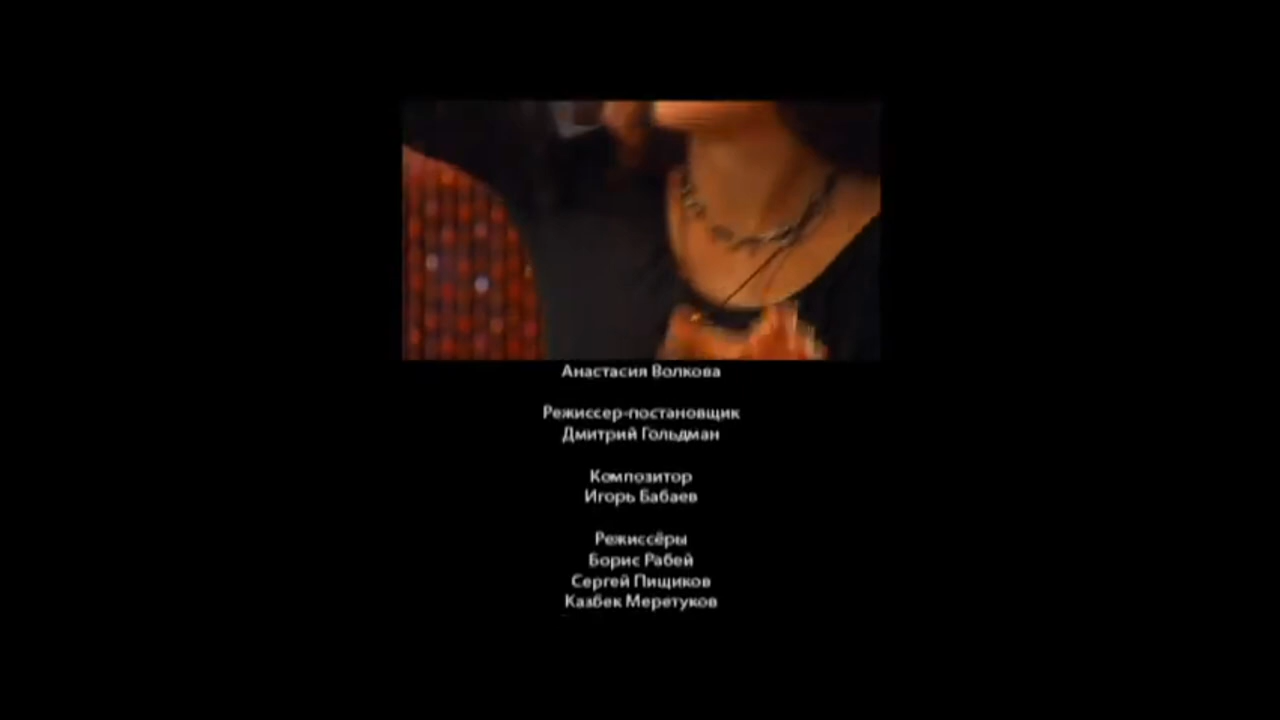 Анастасия Волкова
Режиссер-постановщик
Дмитрий Гольдман
Композитор
Игорь Бабаев
Режиссёры
Борис Рабей
Сергей Пищиков
Казбек Меретуков